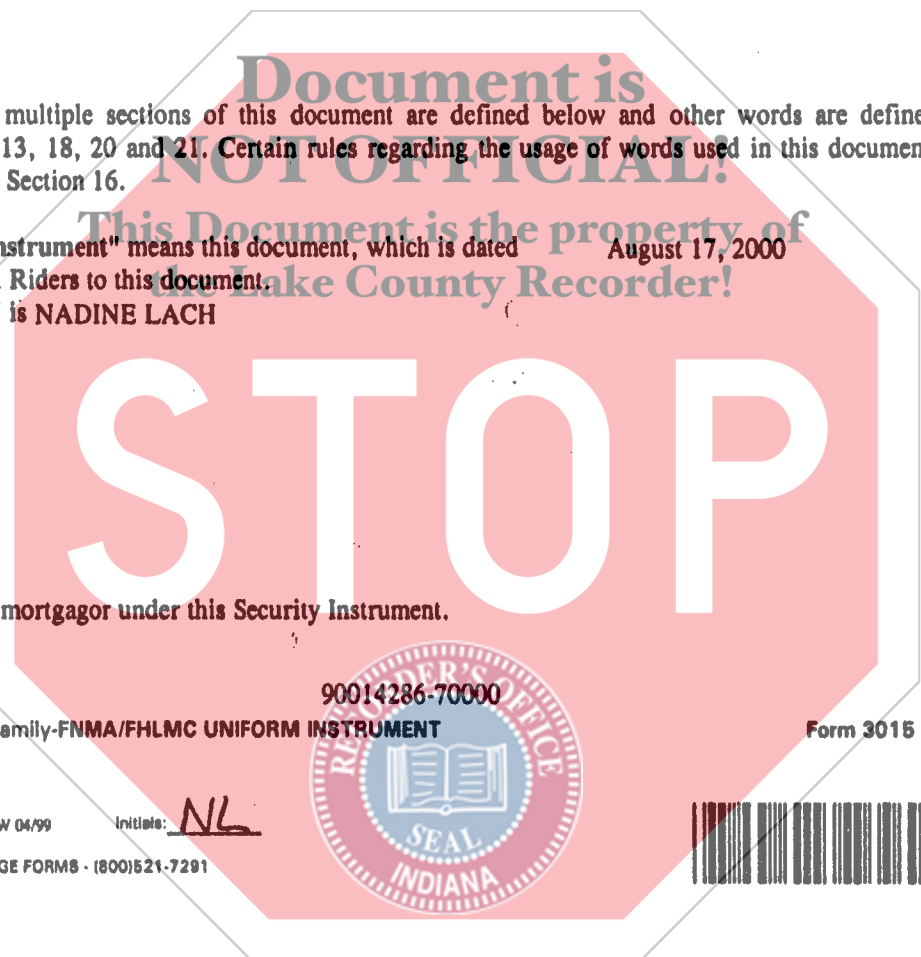 Document is
multiple sections of this document are defined below and other words are define
13, 18, 20 and 21. Certain rules regarding the usage of words used in this documen
NOT OFFICIAL!
Section 16.
This Document is the property of
nstrument" means this document, which is dated August 17, 2000
Riders to this document.
the Lake County Recorder!
is NADINE LACH
STOP
mortgagor under this Security Instrument.
90014286-70000
amily-FNMA/FHLMC UNIFORM INSTRUMENT Form 3015
RECORDER'S OFFICE
W 04/99 Initials: NL
SEAL
GE FORMS - (800)521-7291
INDIANA